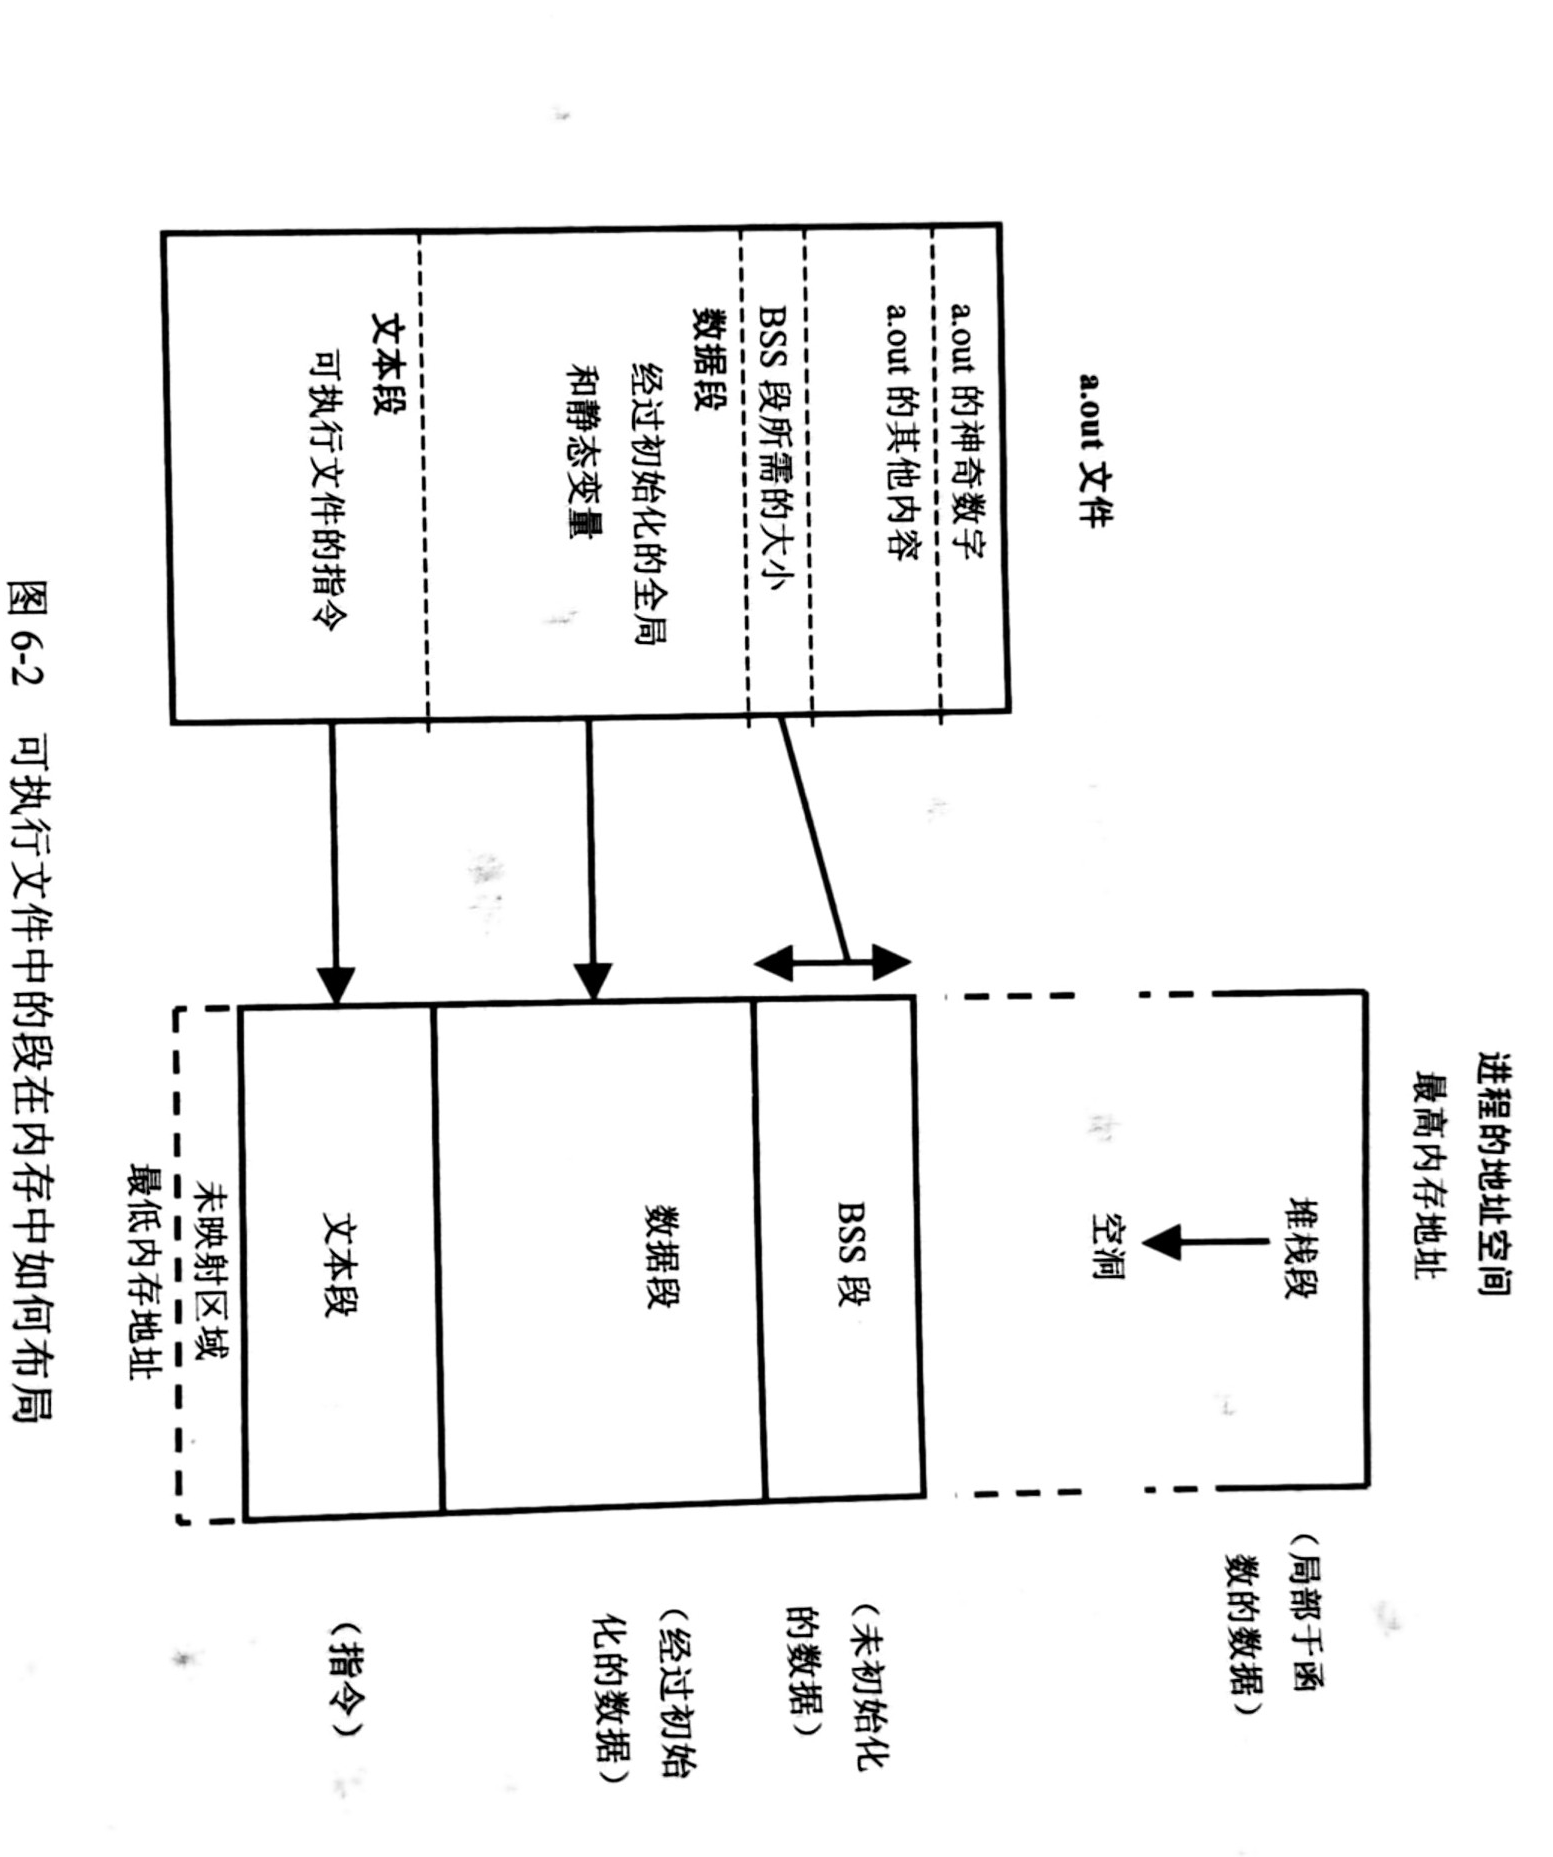 a.out 文件
a.out 的神奇数字
a.out 的其他内容
BSS 段所需的大小
数据段
经过初始化的全局
和静态变量
文本段
可执行文件的指令
进程的地址空间
最高内存地址
堆栈段
（局部于函
数的数据）
空洞
BSS 段
（未初始化
的数据）
数据段
（经过初始
化的数据）
文本段
（指令）
未映射区域
最低内存地址
图 6-2 可执行文件中的段在内存中如何布局